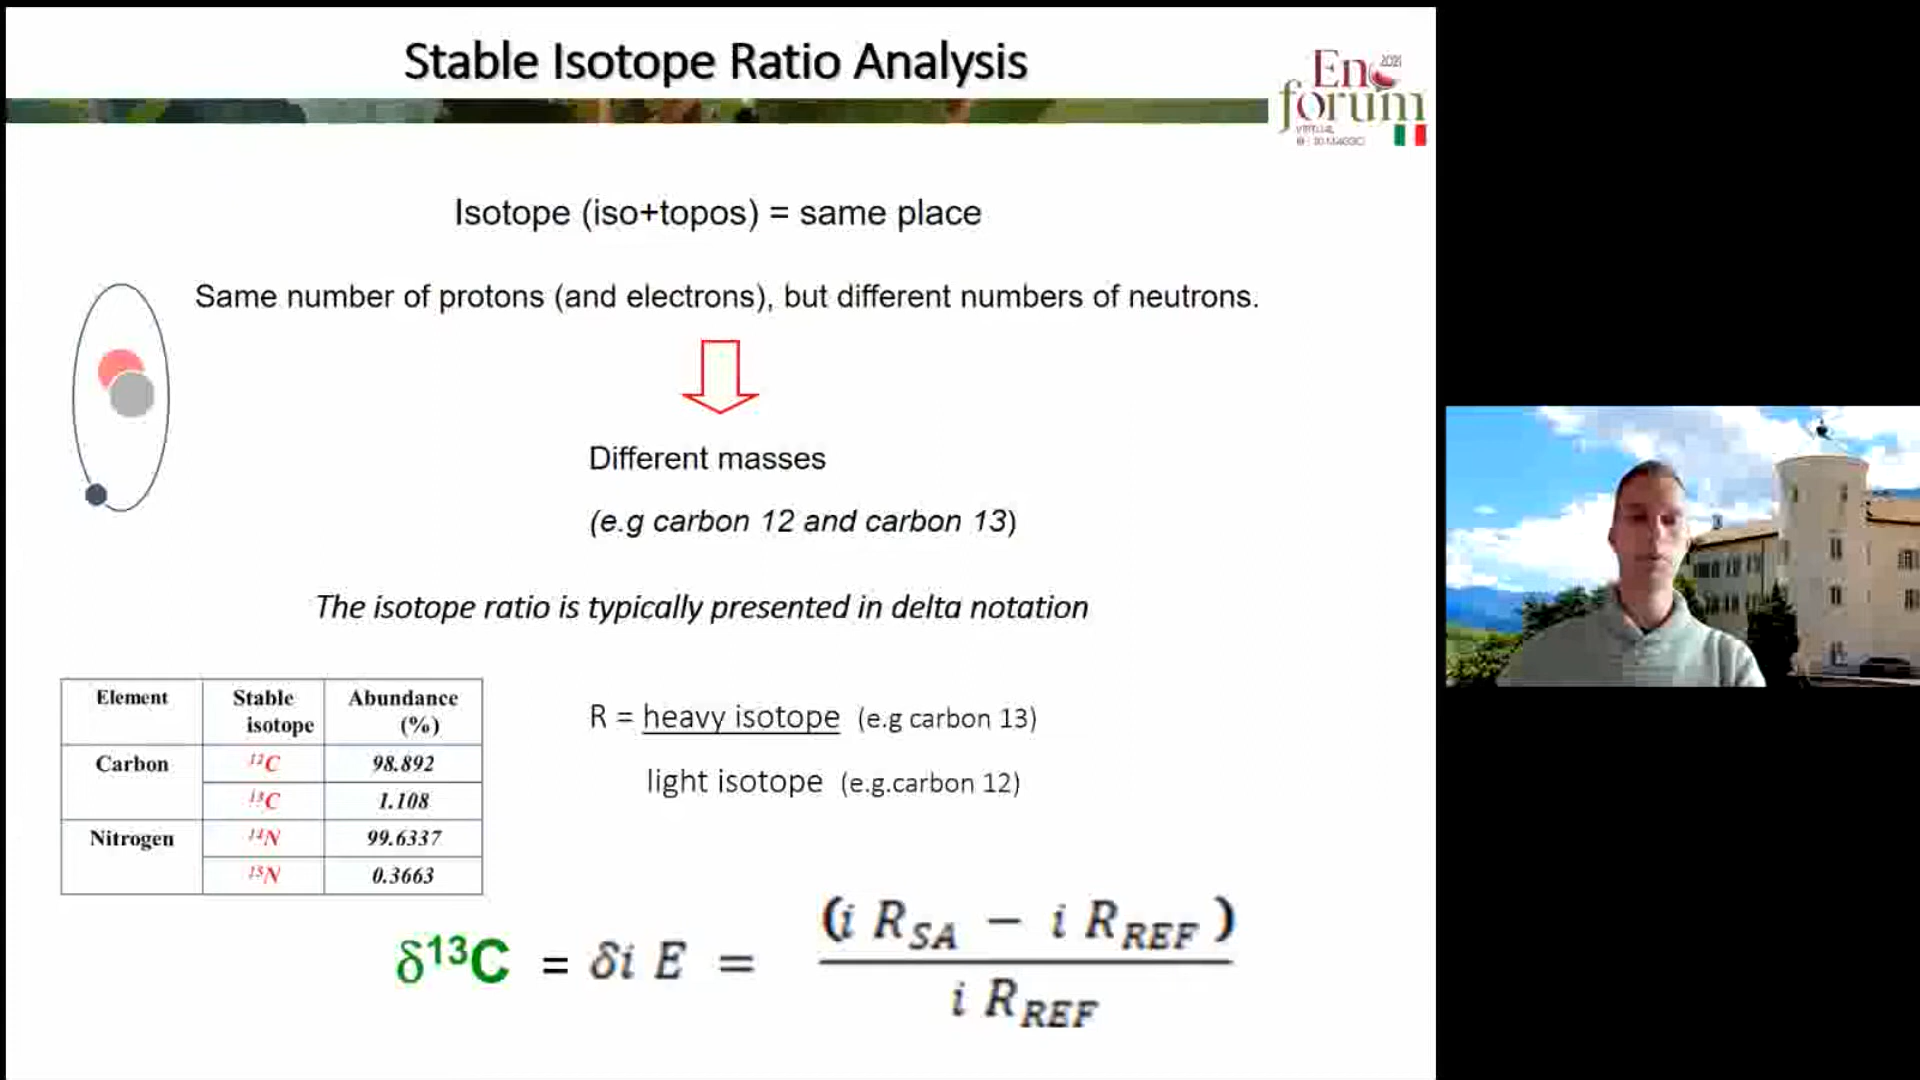 Stable Isotope Ratio Analysis
Eno 2021
forum
VIRTUAL
Isotope (iso+topos) = same place
Same number of protons (and electrons), but different numbers of neutrons.
Different masses
(e.g carbon 12 and carbon 13)
The isotope ratio is typically presented in delta notation
Element Stable isotope Abundance (%)
Carbon ¹²C 98.892
¹³C 1.108
Nitrogen ¹⁴N 99.6337
¹⁵N 0.3663
R = heavy isotope (e.g carbon 13)
light isotope (e.g.carbon 12)
δ¹³C = δi E = (i R_SA − i R_REF) / i R_REF